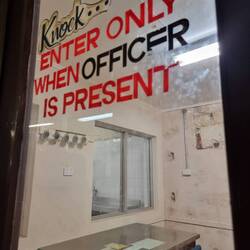 Knock
ENTER ONLY
WHEN OFFICER
IS PRESENT